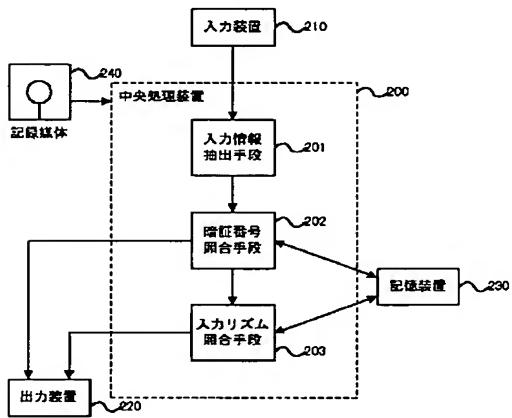 入力装置
210
240
記録媒体
中央処理装置
200
入力情報
抽出手段
201
暗証番号
照合手段
202
記憶装置
230
入力リズム
照合手段
203
出力装置
220